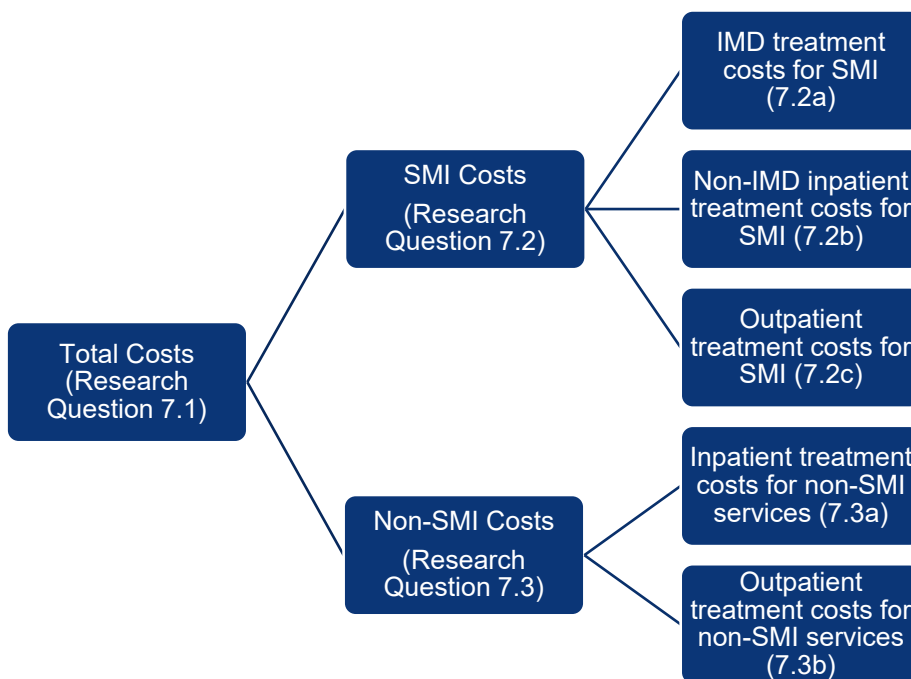 Total Costs
(Research
Question 7.1)
SMI Costs
(Research
Question 7.2)
Non-SMI Costs
(Research
Question 7.3)
IMD treatment
costs for SMI
(7.2a)
Non-IMD inpatient
treatment costs for
SMI (7.2b)
Outpatient
treatment costs for
SMI (7.2c)
Inpatient treatment
costs for non-SMI
services (7.3a)
Outpatient
treatment costs for
non-SMI services
(7.3b)